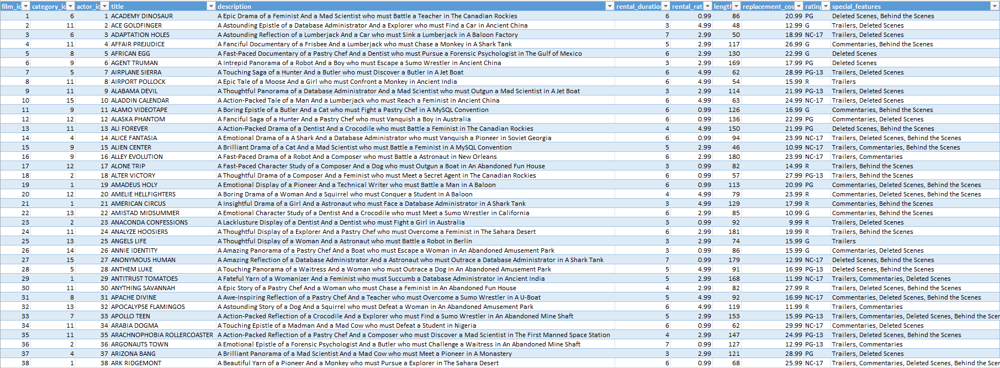 film_id category_id actor_id title description rental_duration rental_rat length replacement_cos rating special_features
1 6 1 ACADEMY DINOSAUR A Epic Drama of a Feminist And a Mad Scientist who must Battle a Teacher in The Canadian Rockies 6 0.99 86 20.99 PG Deleted Scenes, Behind the Scenes
2 11 2 ACE GOLDFINGER A Astounding Epistle of a Database Administrator And a Explorer who must Find a Car in Ancient China 3 4.99 48 12.99 G Trailers, Deleted Scenes
3 6 3 ADAPTATION HOLES A Astounding Reflection of a Lumberjack And a Car who must Sink a Lumberjack in A Baloon Factory 7 2.99 50 18.99 NC-17 Trailers, Deleted Scenes
4 11 4 AFFAIR PREJUDICE A Fanciful Documentary of a Frisbee And a Lumberjack who must Chase a Monkey in A Shark Tank 5 2.99 117 26.99 G Commentaries, Behind the Scenes
5 8 5 AFRICAN EGG A Fast-Paced Documentary of a Pastry Chef And a Dentist who must Pursue a Forensic Psychologist in The Gulf of Mexico 6 2.99 130 22.99 G Deleted Scenes
6 9 6 AGENT TRUMAN A Intrepid Panorama of a Robot And a Boy who must Escape a Sumo Wrestler in Ancient China 3 2.99 169 17.99 PG Deleted Scenes
7 5 7 AIRPLANE SIERRA A Touching Saga of a Hunter And a Butler who must Discover a Butler in A Jet Boat 6 4.99 62 28.99 PG-13 Trailers, Deleted Scenes
8 11 8 AIRPORT POLLOCK A Epic Tale of a Moose And a Girl who must Confront a Monkey in Ancient India 6 4.99 54 15.99 R Trailers
9 11 9 ALABAMA DEVIL A Thoughtful Panorama of a Database Administrator And a Mad Scientist who must Outgun a Mad Scientist in A Jet Boat 3 2.99 114 21.99 PG-13 Trailers, Deleted Scenes
10 15 10 ALADDIN CALENDAR A Action-Packed Tale of a Man And a Lumberjack who must Reach a Feminist in Ancient China 6 4.99 63 24.99 NC-17 Trailers, Deleted Scenes
11 9 11 ALAMO VIDEOTAPE A Boring Epistle of a Butler And a Cat who must Fight a Pastry Chef in A MySQL Convention 6 0.99 126 16.99 G Commentaries, Behind the Scenes
12 12 12 ALASKA PHANTOM A Fanciful Saga of a Hunter And a Pastry Chef who must Vanquish a Boy in Australia 6 0.99 136 22.99 PG Commentaries, Deleted Scenes
13 11 13 ALI FOREVER A Action-Packed Drama of a Dentist And a Crocodile who must Battle a Feminist in The Canadian Rockies 4 4.99 150 21.99 PG Deleted Scenes, Behind the Scenes
14 4 14 ALICE FANTASIA A Emotional Drama of a A Shark And a Database Administrator who must Vanquish a Pioneer in Soviet Georgia 6 0.99 94 23.99 NC-17 Trailers, Deleted Scenes, Behind the Scenes
15 9 15 ALIEN CENTER A Brilliant Drama of a Cat And a Mad Scientist who must Battle a Feminist in A MySQL Convention 5 2.99 46 10.99 NC-17 Trailers, Commentaries, Behind the Scenes
16 9 16 ALLEY EVOLUTION A Fast-Paced Drama of a Robot And a Composer who must Battle a Astronaut in New Orleans 6 2.99 180 23.99 NC-17 Trailers, Commentaries
17 12 17 ALONE TRIP A Fast-Paced Character Study of a Composer And a Dog who must Outgun a Boat in An Abandoned Fun House 3 0.99 82 14.99 R Trailers, Behind the Scenes
18 2 18 ALTER VICTORY A Thoughtful Drama of a Composer And a Feminist who must Meet a Secret Agent in The Canadian Rockies 6 0.99 57 27.99 PG-13 Trailers, Behind the Scenes
19 1 19 AMADEUS HOLY A Emotional Display of a Pioneer And a Technical Writer who must Battle a Man in A Baloon 6 0.99 113 20.99 PG Commentaries, Deleted Scenes, Behind the Scenes
20 12 20 AMELIE HELLFIGHTERS A Boring Drama of a Woman And a Squirrel who must Conquer a Student in A Baloon 4 4.99 79 23.99 R Commentaries, Deleted Scenes, Behind the Scenes
21 1 21 AMERICAN CIRCUS A Insightful Drama of a Girl And a Astronaut who must Face a Database Administrator in A Shark Tank 3 4.99 129 17.99 R Commentaries, Behind the Scenes
22 13 22 AMISTAD MIDSUMMER A Emotional Character Study of a Dentist And a Crocodile who must Meet a Sumo Wrestler in California 6 2.99 85 10.99 G Commentaries, Behind the Scenes
23 2 23 ANACONDA CONFESSIONS A Lacklusture Display of a Dentist And a Dentist who must Fight a Girl in Australia 3 0.99 92 9.99 R Trailers, Deleted Scenes
24 11 24 ANALYZE HOOSIERS A Thoughtful Display of a Explorer And a Pastry Chef who must Overcome a Feminist in The Sahara Desert 6 2.99 181 19.99 R Trailers, Behind the Scenes
25 13 25 ANGELS LIFE A Thoughtful Display of a Woman And a Astronaut who must Battle a Robot in Berlin 3 2.99 74 15.99 G Trailers
26 14 26 ANNIE IDENTITY A Amazing Panorama of a Pastry Chef And a Boat who must Escape a Woman in An Abandoned Amusement Park 3 0.99 86 15.99 G Commentaries, Deleted Scenes
27 15 27 ANONYMOUS HUMAN A Amazing Reflection of a Database Administrator And a Astronaut who must Outrace a Database Administrator in A Shark Tank 7 0.99 179 12.99 NC-17 Deleted Scenes, Behind the Scenes
28 5 28 ANTHEM LUKE A Touching Panorama of a Waitress And a Woman who must Outrace a Dog in An Abandoned Amusement Park 5 4.99 91 16.99 PG-13 Deleted Scenes, Behind the Scenes
29 1 29 ANTITRUST TOMATOES A Fateful Yarn of a Womanizer And a Feminist who must Succumb a Database Administrator in Ancient India 5 2.99 168 11.99 NC-17 Trailers, Commentaries, Deleted Scenes
30 11 30 ANYTHING SAVANNAH A Epic Story of a Pastry Chef And a Woman who must Chase a Feminist in An Abandoned Fun House 4 2.99 82 27.99 R Trailers, Deleted Scenes, Behind the Scenes
31 8 31 APACHE DIVINE A Awe-Inspiring Reflection of a Pastry Chef And a Teacher who must Overcome a Sumo Wrestler in A U-Boat 5 4.99 92 16.99 NC-17 Commentaries, Deleted Scenes, Behind the Scenes
32 13 32 APOCALYPSE FLAMINGOS A Astounding Story of a Dog And a Squirrel who must Defeat a Woman in An Abandoned Amusement Park 6 4.99 119 11.99 R Trailers, Commentaries
33 7 33 APOLLO TEEN A Action-Packed Reflection of a Crocodile And a Explorer who must Find a Sumo Wrestler in An Abandoned Mine Shaft 5 2.99 153 15.99 PG-13 Trailers, Commentaries, Deleted Scenes, Behind the Scer
34 11 34 ARABIA DOGMA A Touching Epistle of a Madman And a Mad Cow who must Defeat a Student in Nigeria 6 0.99 62 29.99 NC-17 Commentaries, Deleted Scenes
35 11 35 ARACHNOPHOBIA ROLLERCOASTER A Action-Packed Reflection of a Pastry Chef And a Composer who must Discover a Mad Scientist in The First Manned Space Station 4 2.99 147 24.99 PG-13 Trailers, Deleted Scenes, Behind the Scenes
36 2 36 ARGONAUTS TOWN A Emotional Epistle of a Forensic Psychologist And a Butler who must Challenge a Waitress in An Abandoned Mine Shaft 7 0.99 127 12.99 PG-13 Trailers, Commentaries
37 4 37 ARIZONA BANG A Brilliant Panorama of a Mad Scientist And a Mad Cow who must Meet a Pioneer in A Monastery 3 2.99 121 28.99 PG Trailers, Deleted Scenes
38 1 38 ARK RIDGEMONT A Beautiful Yarn of a Pioneer And a Monkey who must Pursue a Explorer in The Sahara Desert 6 0.99 68 25.99 NC-17 Trailers, Commentaries, Deleted Scenes, Behind the Scer